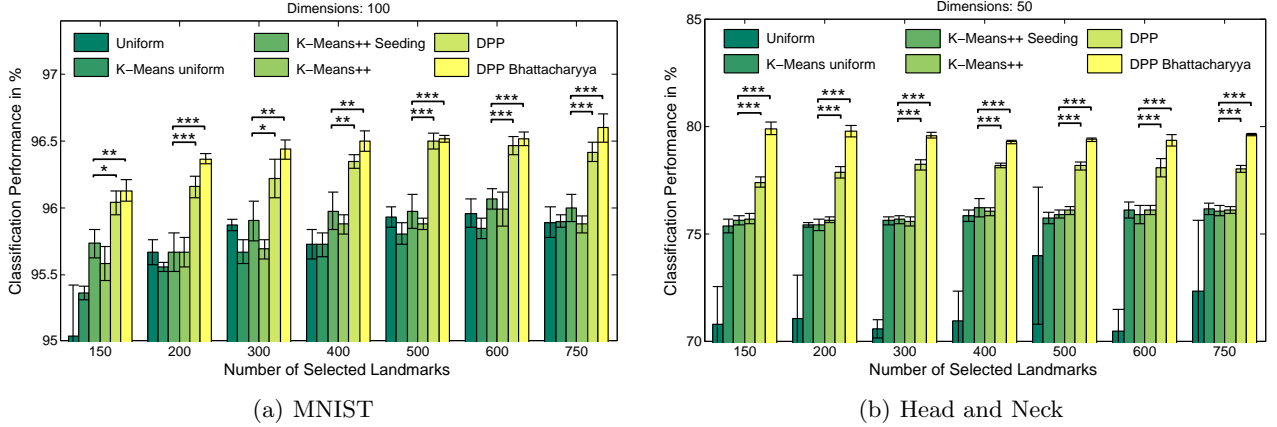 Dimensions: 100
Classification Performance in %
97
96.5
96
95.5
95
Uniform
K−Means uniform
K−Means++ Seeding
K−Means++
DPP
DPP Bhattacharyya
**
*
***
***
**
*
**
**
***
***
***
***
***
***
150 200 300 400 500 600 750
Number of Selected Landmarks
(a) MNIST
Dimensions: 50
Classification Performance in %
85
80
75
70
Uniform
K−Means uniform
K−Means++ Seeding
K−Means++
DPP
DPP Bhattacharyya
***
***
***
***
***
***
***
***
***
***
***
***
***
***
150 200 300 400 500 600 750
Number of Selected Landmarks
(b) Head and Neck